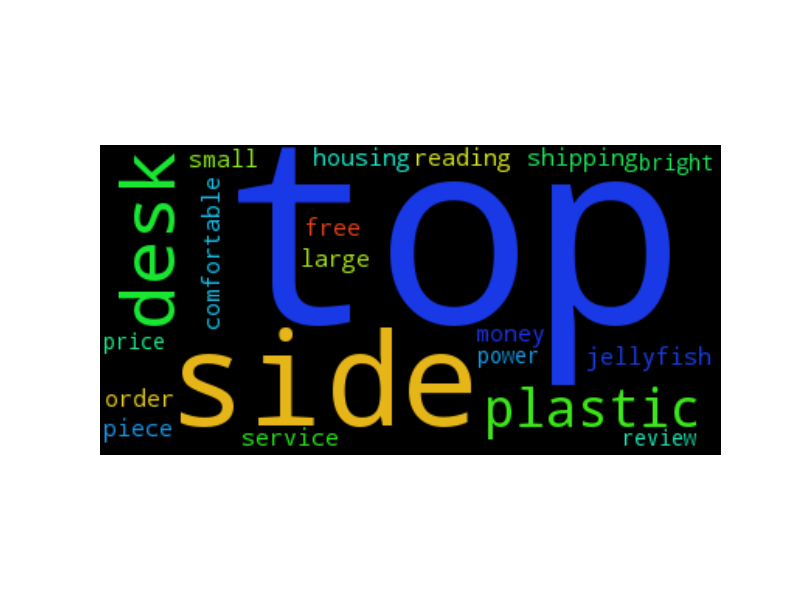 small
housing
reading
shipping
bright
desk
comfortable
top
free
large
price
side
money
power
jellyfish
order
plastic
piece
service
review